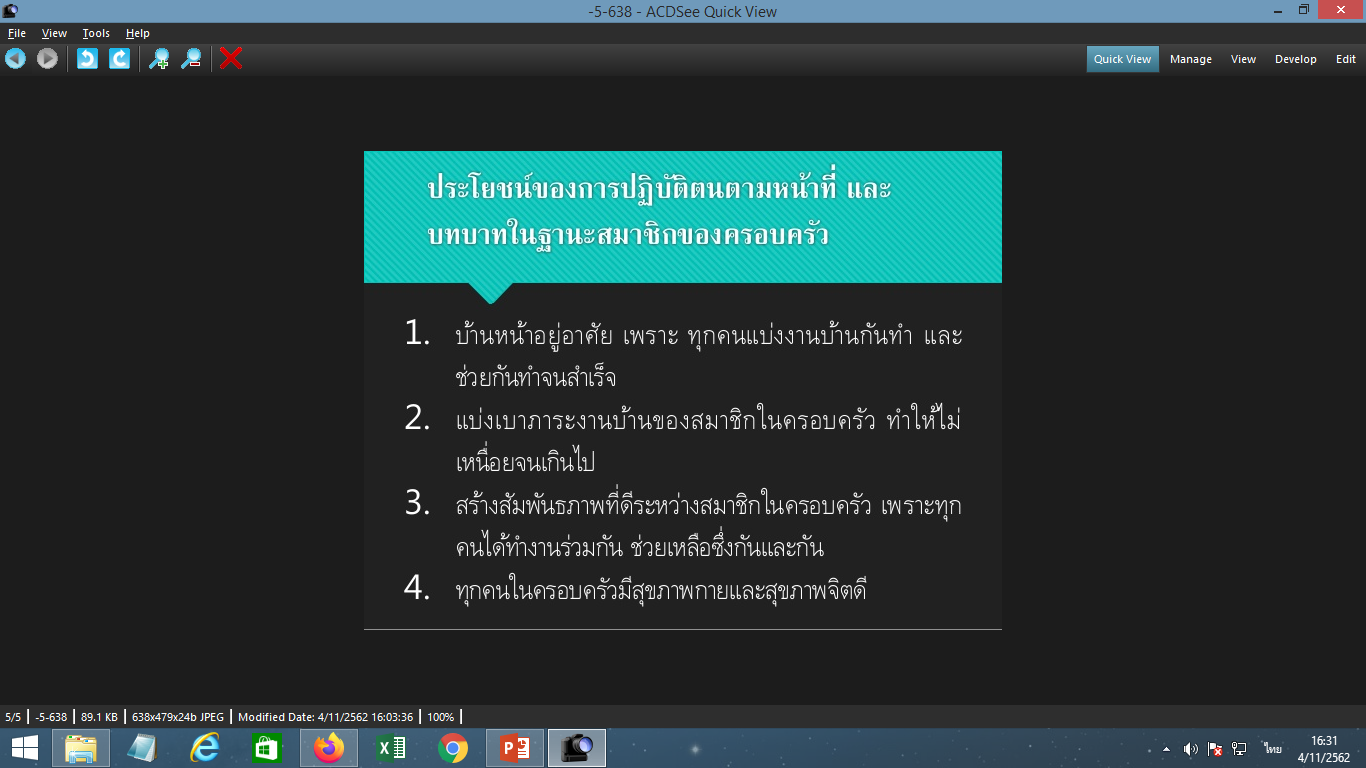 -5-638 - ACDSee Quick View
File View Tools Help
Quick View Manage View Develop Edit
ประโยชน์ของการปฏิบัติตนตามหน้าที่ และ
บทบาทในฐานะสมาชิกของครอบครัว
1. บ้านหน้าอยู่อาศัย เพราะ ทุกคนแบ่งงานบ้านกันทำ และ
ช่วยกันทำจนสำเร็จ
2. แบ่งเบาภาระงานบ้านของสมาชิกในครอบครัว ทำให้ไม่
เหนื่อยจนเกินไป
3. สร้างสัมพันธภาพที่ดีระหว่างสมาชิกในครอบครัว เพราะทุก
คนได้ทำงานร่วมกัน ช่วยเหลือซึ่งกันและกัน
4. ทุกคนในครอบครัวมีสุขภาพกายและสุขภาพจิตดี
5/5 -5-638 89.1 KB 638x479x24b JPEG Modified Date: 4/11/2562 16:03:36 100%
ไทย 16:31
4/11/2562